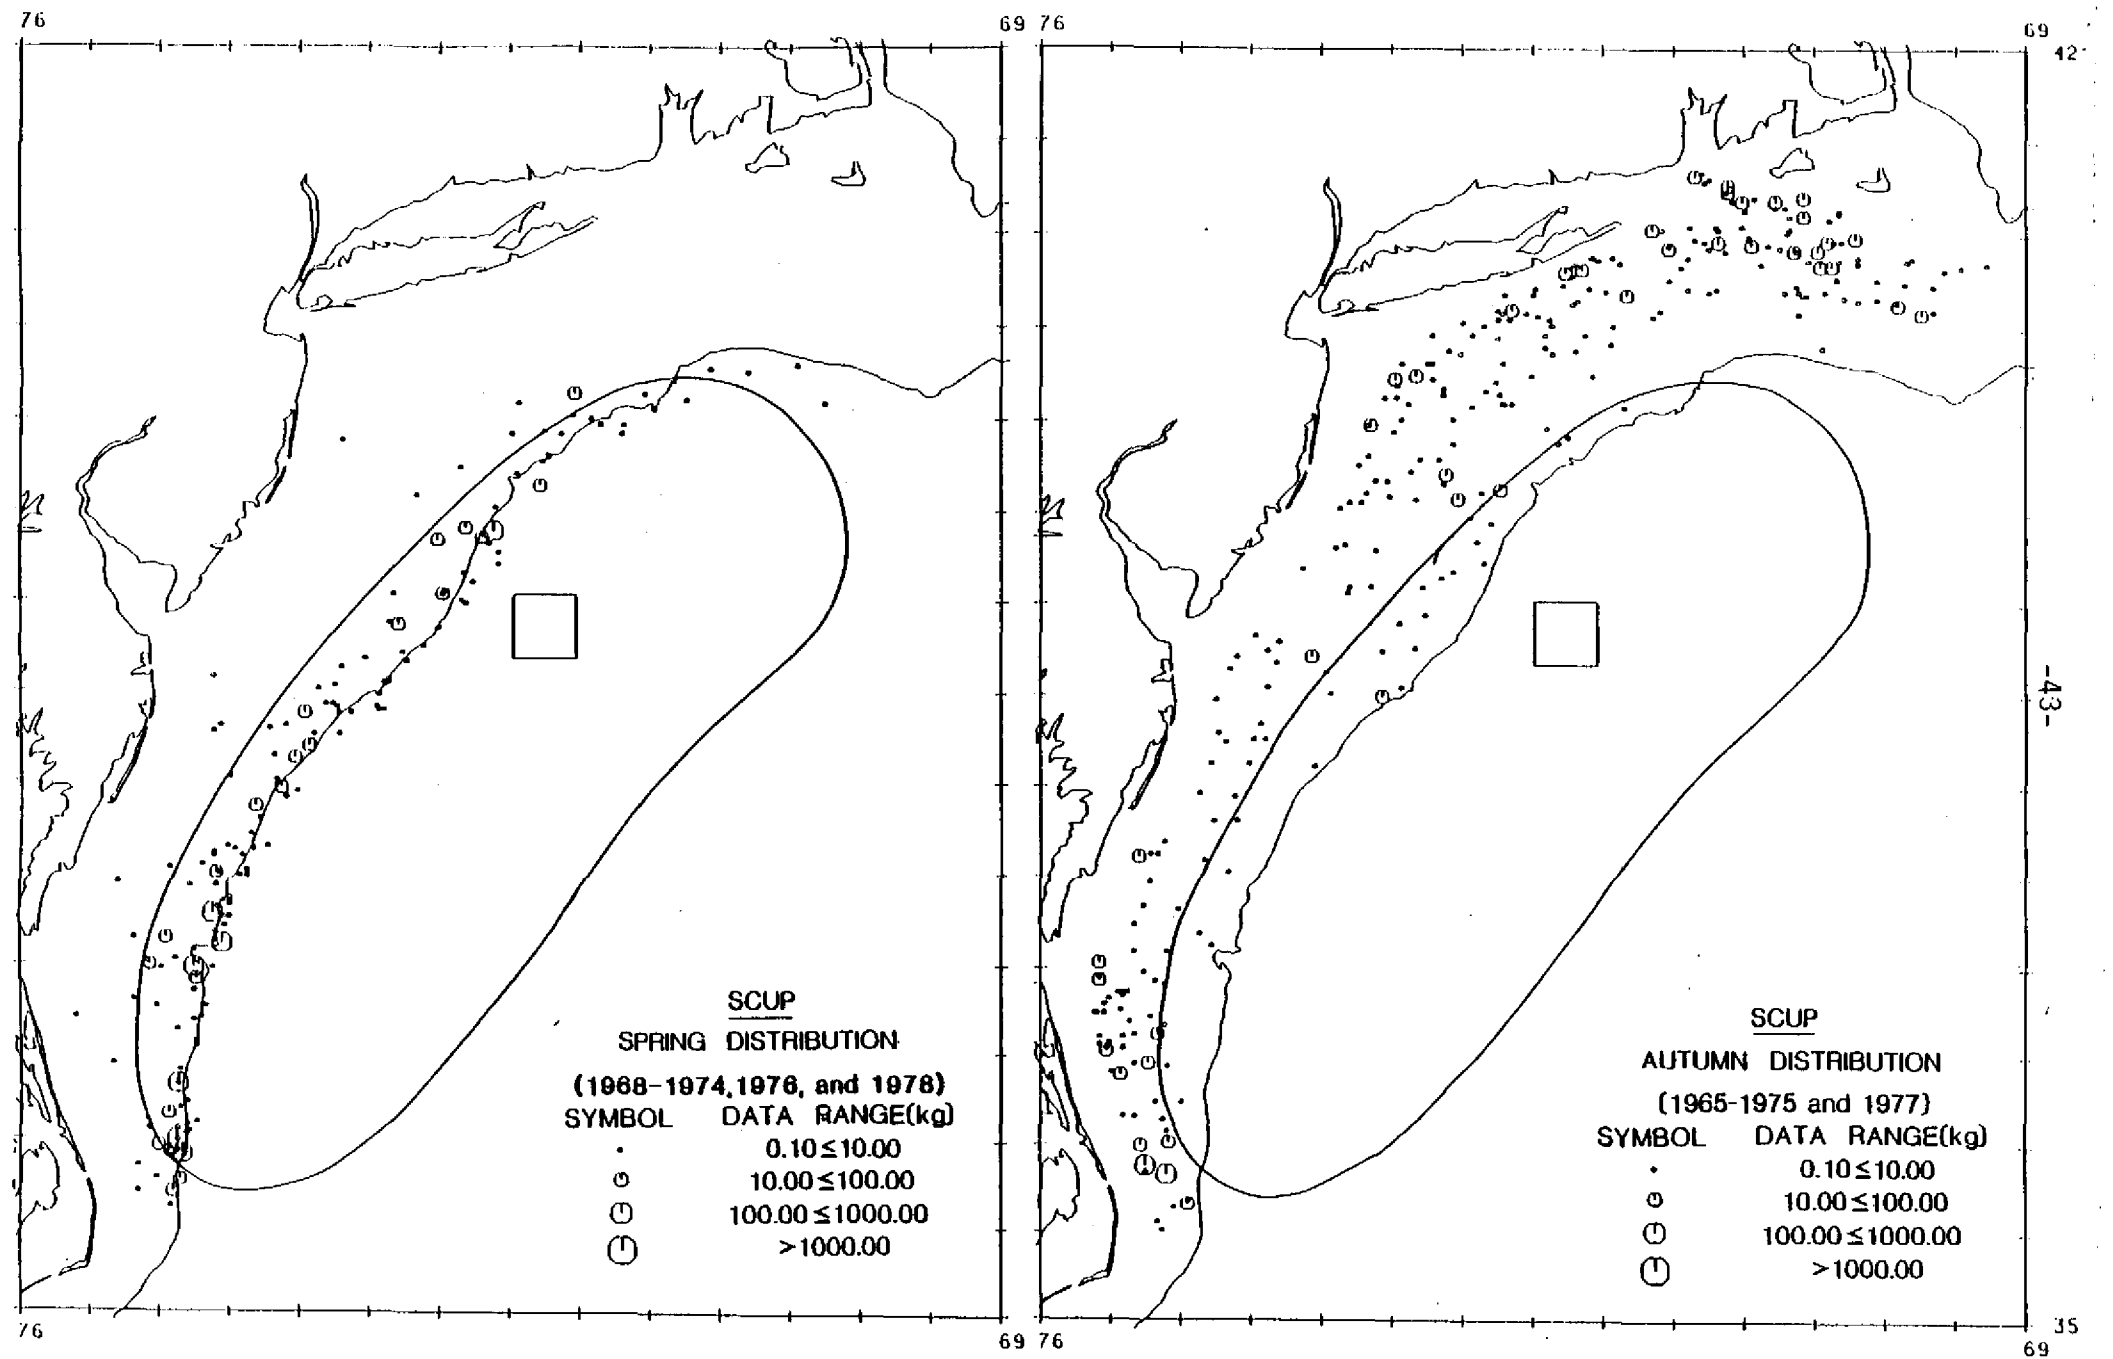 76
69
76
69
42
SCUP
SPRING DISTRIBUTION
(1968-1974,1976, and 1978)
SYMBOL DATA RANGE(kg)
0.10≤10.00
10.00≤100.00
100.00≤1000.00
>1000.00
76
69
SCUP
AUTUMN DISTRIBUTION
(1965-1975 and 1977)
SYMBOL DATA RANGE(kg)
0.10≤10.00
10.00≤100.00
100.00≤1000.00
>1000.00
76
69
35
-43-